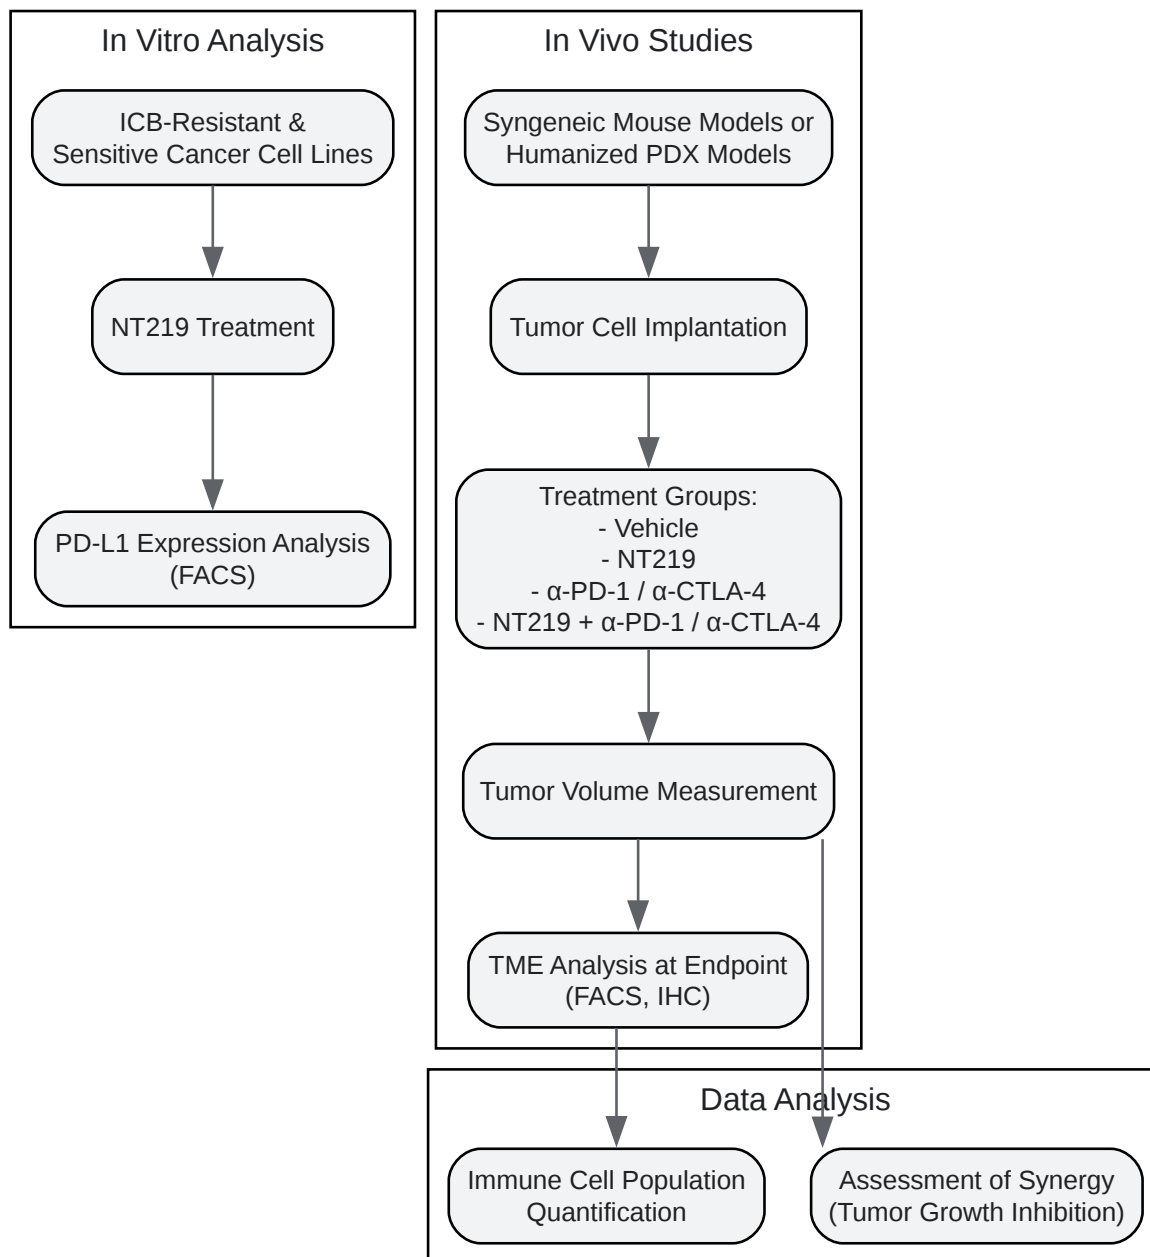 In Vitro Analysis
ICB-Resistant &
Sensitive Cancer Cell Lines
NT219 Treatment
PD-L1 Expression Analysis
(FACS)
In Vivo Studies
Syngeneic Mouse Models or
Humanized PDX Models
Tumor Cell Implantation
Treatment Groups:
- Vehicle
- NT219
- α-PD-1 / α-CTLA-4
- NT219 + α-PD-1 / α-CTLA-4
Tumor Volume Measurement
TME Analysis at Endpoint
(FACS, IHC)
Data Analysis
Immune Cell Population
Quantification
Assessment of Synergy
(Tumor Growth Inhibition)